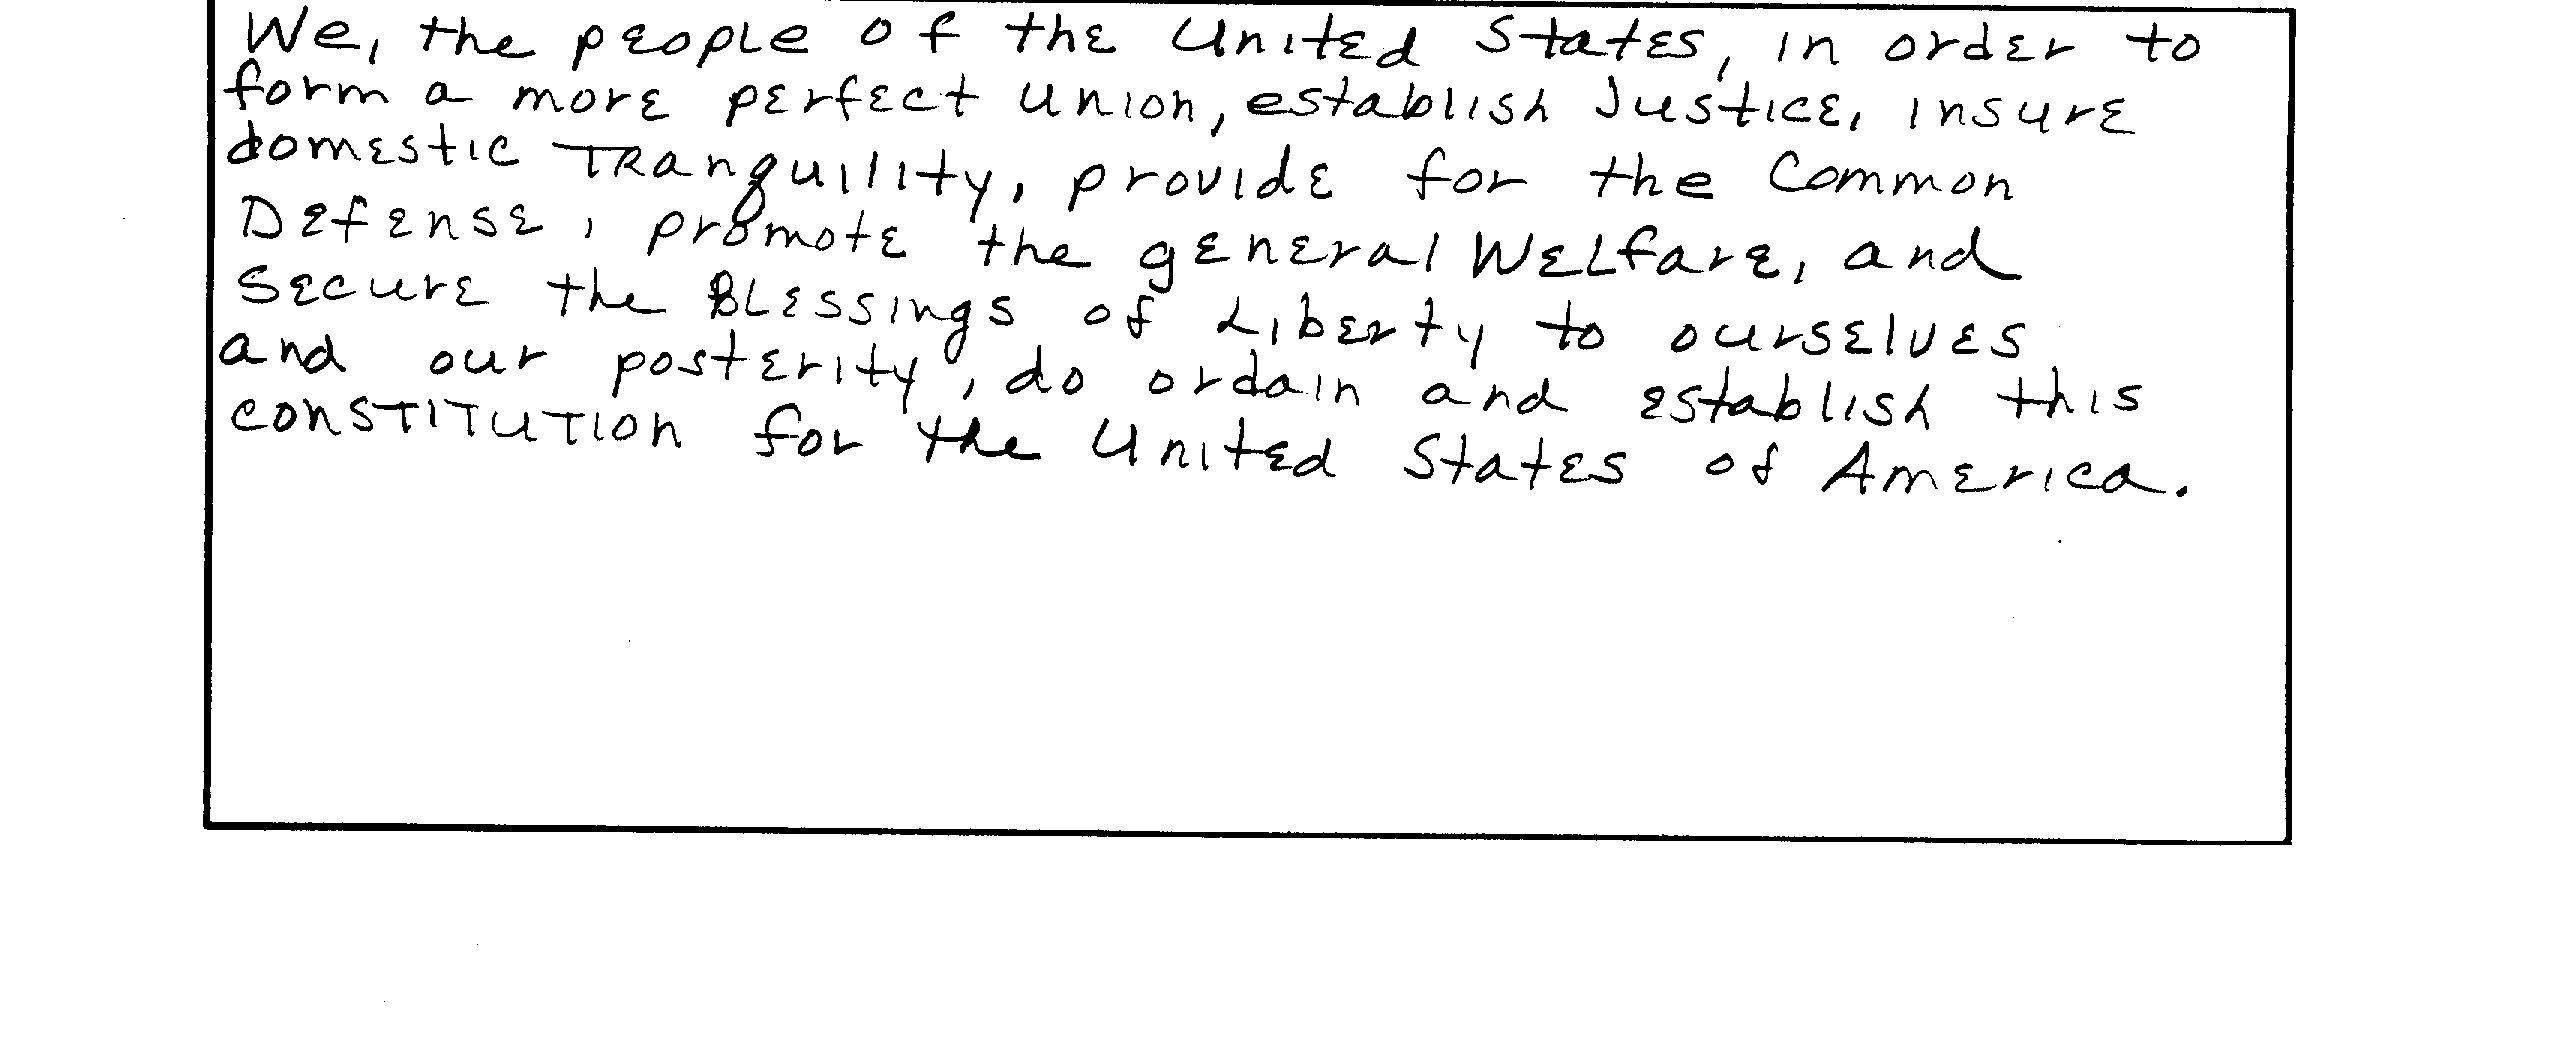 We, the people of the United States, in order to
form a more perfect union, establish Justice, insure
domestic Tranquility, provide for the Common
Defense, promote the general Welfare, and
Secure the Blessings of Liberty to ourselves
and our posterity, do ordain and establish this
constitution for the United States of America.